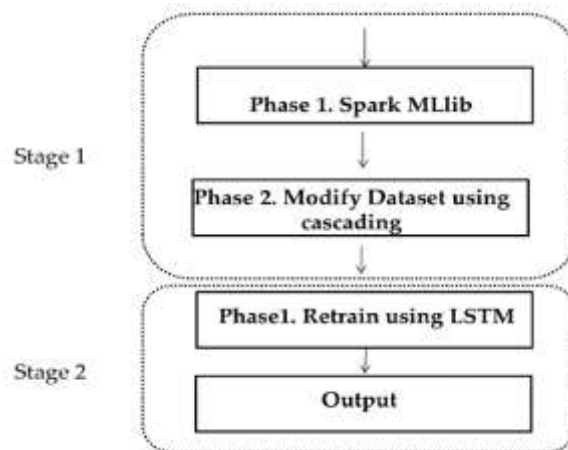 Phase 1. Spark MLlib
Stage 1
Phase 2. Modify Dataset using
cascading
Phase1. Retrain using LSTM
Stage 2
Output